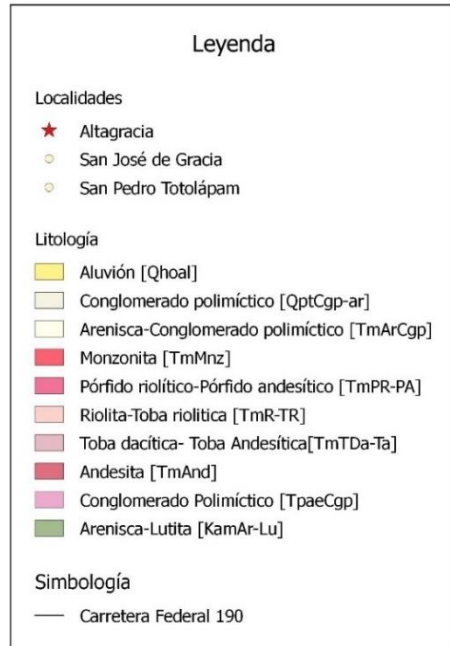 Leyenda
Localidades
Altagracia
San José de Gracia
San Pedro Totolápam
Litología
Aluvión [Qhoal]
Conglomerado polimíctico [QptCgp-ar]
Arenisca-Conglomerado polimíctico [TmArCgp]
Monzonita [TmMnz]
Pórfido riolítico-Pórfido andesítico [TmPR-PA]
Riolita-Toba riolitica [TmR-TR]
Toba dacítica- Toba Andesítica[TmTDa-Ta]
Andesita [TmAnd]
Conglomerado Polimíctico [TpaeCgp]
Arenisca-Lutita [KamAr-Lu]
Simbología
Carretera Federal 190